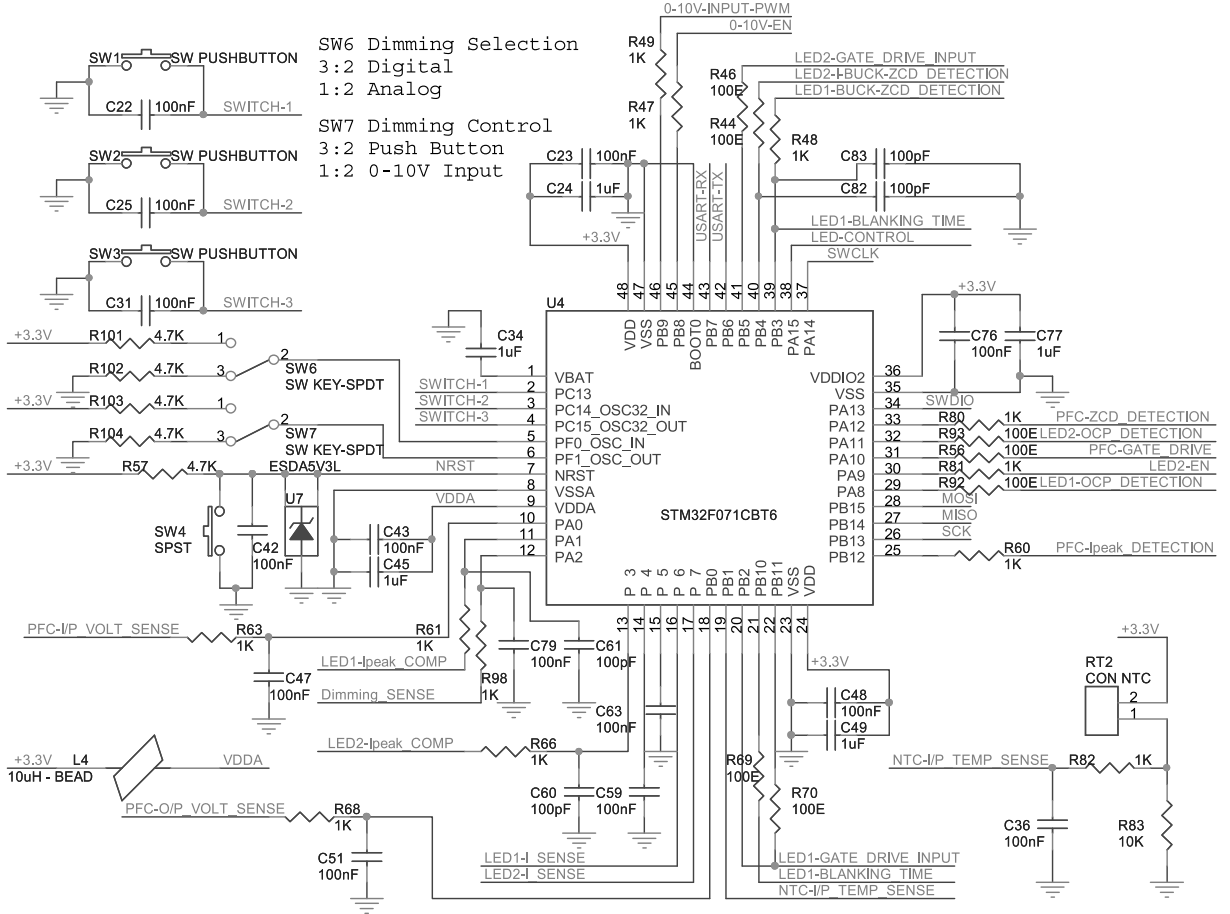 0-10V-INPUT-PWM
0-10V-EN
SW6 Dimming Selection
3:2 Digital
1:2 Analog
SW7 Dimming Control
3:2 Push Button
1:2 0-10V Input
SW1 SW PUSHBUTTON
C22 100nF SWITCH-1
SW2 SW PUSHBUTTON
C25 100nF SWITCH-2
SW3 SW PUSHBUTTON
C31 100nF SWITCH-3
R49
1K
R47
1K
R46
100E
R44
100E
R48
1K
LED2-GATE_DRIVE_INPUT
LED2-I-BUCK-ZCD_DETECTION
LED1-BUCK-ZCD_DETECTION
C23 100nF
C24 1uF
+3.3V
USART-RX
USART-TX
C83 100pF
C82 100pF
LED1-BLANKING_TIME
LED-CONTROL
SWCLK
48 47 46 45 44 43 42 41 40 39 38 37
U4
VDD VSS PB9 PB8 BOOT0 PB7 PB6 PB5 PB4 PB3 PA15 PA14
+3.3V R101 4.7K 1
R102 4.7K 3 2
SW6
SW KEY-SPDT
+3.3V R103 4.7K 1
R104 4.7K 3 2
SW7
SW KEY-SPDT
C34
1uF
SWITCH-1
SWITCH-2
SWITCH-3
1 VBAT
2 PC13
3 PC14_OSC32_IN
4 PC15_OSC32_OUT
5 PF0_OSC_IN
6 PF1_OSC_OUT
7 NRST
8 VSSA
9 VDDA
10 PA0
11 PA1
12 PA2
STM32F071CBT6
VDDIO2 36
VSS 35
PA13 34
PA12 33
PA11 32
PA10 31
PA9 30
PA8 29
PB15 28
PB14 27
PB13 26
PB12 25
+3.3V
C76
100nF
C77
1uF
SWDIO
R80 1K PFC-ZCD_DETECTION
R93 100E LED2-OCP_DETECTION
R56 100E PFC-GATE_DRIVE
R81 1K LED2-EN
R92 100E LED1-OCP_DETECTION
MOSI
MISO
SCK
R60
1K
PFC-Ipeak_DETECTION
+3.3V R57 4.7K ESDA5V3L NRST
SW4
SPST
C42
100nF
U7
VDDA
C43
100nF
C45
1uF
P 3 P 4 P 5 P 6 P 7 PB0 PB1 PB2 PB10 PB11 VSS VDD
13 14 15 16 17 18 19 20 21 22 23 24
PFC-I/P_VOLT_SENSE R63
1K
C47
100nF
R61
1K
LED1-Ipeak_COMP
R98
1K
Dimming_SENSE
C79
100nF
C61
100pF
C63
100nF
+3.3V
C48
100nF
C49
1uF
+3.3V
RT2
CON NTC
2
1
LED2-Ipeak_COMP R66
1K
C60
100pF
C59
100nF
R69
100E
R70
100E
NTC-I/P_TEMP_SENSE R82 1K
C36
100nF
R83
10K
+3.3V L4 VDDA
10uH - BEAD
PFC-O/P_VOLT_SENSE R68
1K
C51
100nF
LED1-I_SENSE
LED2-I_SENSE
LED1-GATE_DRIVE_INPUT
LED1-BLANKING_TIME
NTC-I/P_TEMP_SENSE